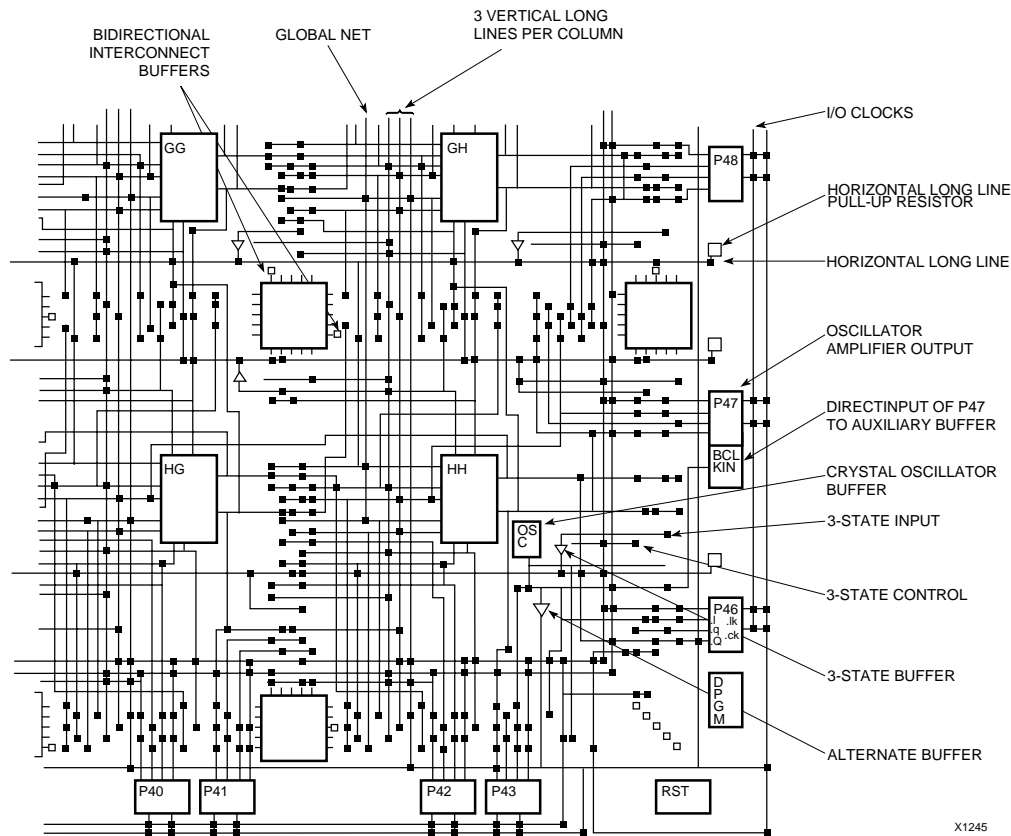 3 VERTICAL LONG
LINES PER COLUMN
BIDIRECTIONAL
INTERCONNECT
BUFFERS
GLOBAL NET
I/O CLOCKS
GG
GH
P48
HORIZONTAL LONG LINE
PULL-UP RESISTOR
HORIZONTAL LONG LINE
OSCILLATOR
AMPLIFIER OUTPUT
P47
DIRECTINPUT OF P47
TO AUXILIARY BUFFER
BCL
KIN
HG
HH
CRYSTAL OSCILLATOR
BUFFER
OS
C
3-STATE INPUT
3-STATE CONTROL
P46
.l .lk
.q .ck
.Q
3-STATE BUFFER
D
P
G
M
ALTERNATE BUFFER
P40
P41
P42
P43
RST
X1245